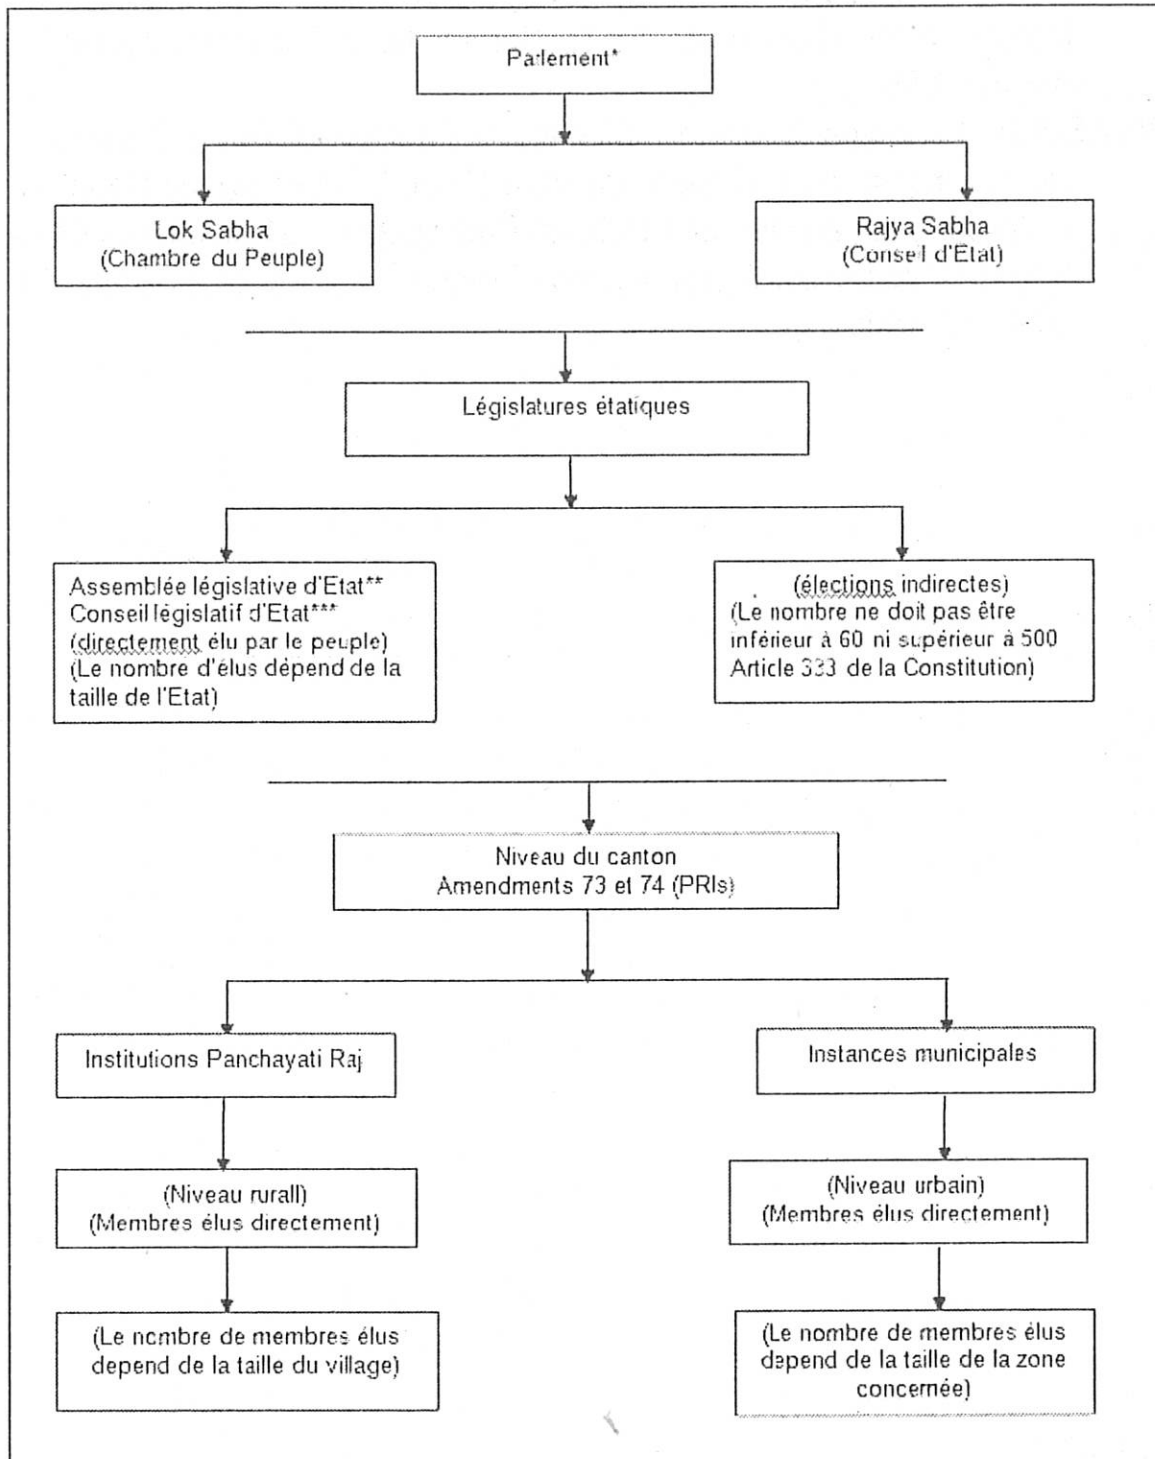 Parlement*
Lok Sabha
(Chambre du Peuple)
Rajya Sabha
(Conseil d'Etat)
Législatures étatiques
Assemblée législative d'Etat**
Conseil législatif d'Etat***
(directement élu par le peuple)
(Le nombre d'élus dépend de la
taille de l'Etat)
(élections indirectes)
(Le nombre ne doit pas être
inférieur à 60 ni supérieur à 500
Article 333 de la Constitution)
Niveau du canton
Amendments 73 et 74 (PRIs)
Institutions Panchayati Raj
Instances municipales
(Niveau rurall)
(Membres élus directement)
(Niveau urbain)
(Membres élus directement)
(Le nombre de membres élus
depend de la taille du village)
(Le nombre de membres élus
depend de la taille de la zone
concernée)